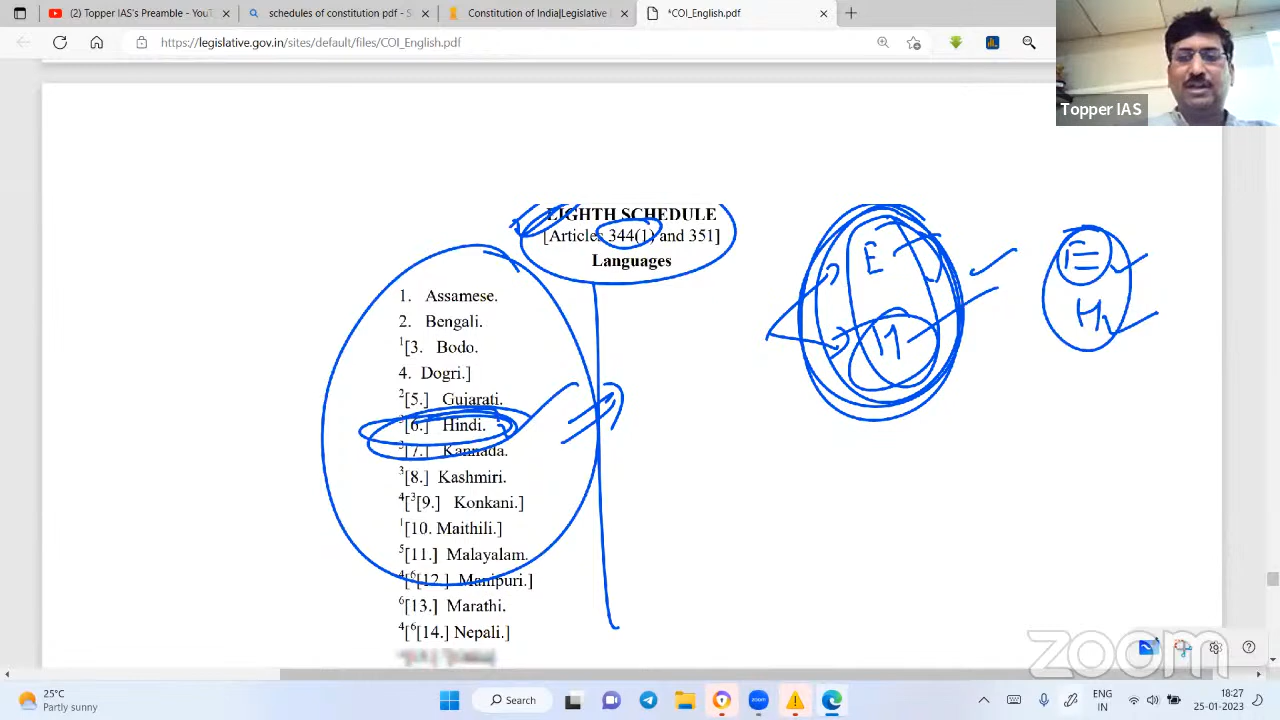 (2) Topper IAS's Preamble - YouT
schedules of constitution pdf - S
Constitution of India|Legislative
*COI_English.pdf
https://legislative.gov.in/sites/default/files/COI_English.pdf
Topper IAS
EIGHTH SCHEDULE
[Articles 344(1) and 351]
Languages
1. Assamese.
2. Bengali.
1[3. Bodo.
4. Dogri.]
2[5.] Gujarati.
3[6.] Hindi.
3[7.] Kannada.
3[8.] Kashmiri.
4[3[9.] Konkani.]
1[10. Maithili.]
5[11.] Malayalam.
4[6[12.] Manipuri.]
6[13.] Marathi.
4[6[14.] Nepali.]
E
H
E
H
zoom
25°C
Partly sunny
Search
zoom
ENG
IN
18:27
25-01-2023